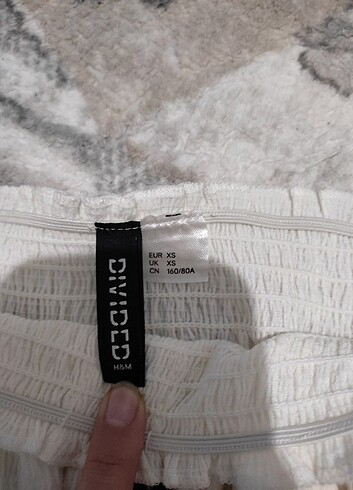 DIVIDED
H&M
EUR XS
UK XS
CN 160/80A